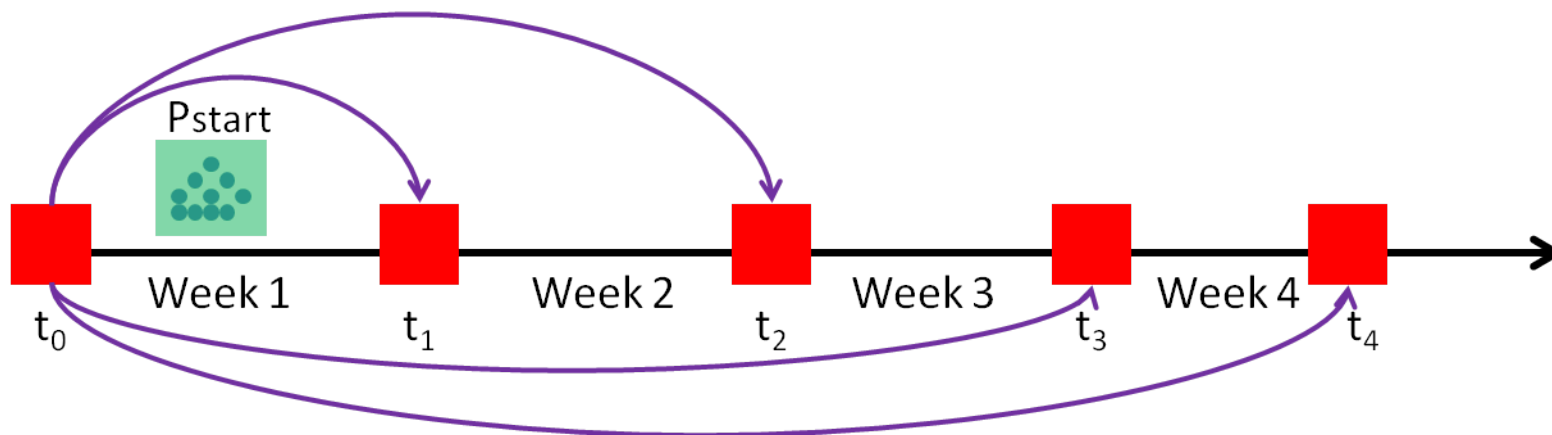 Pstart
Week 1 Week 2 Week 3 Week 4
t₀ t₁ t₂ t₃ t₄